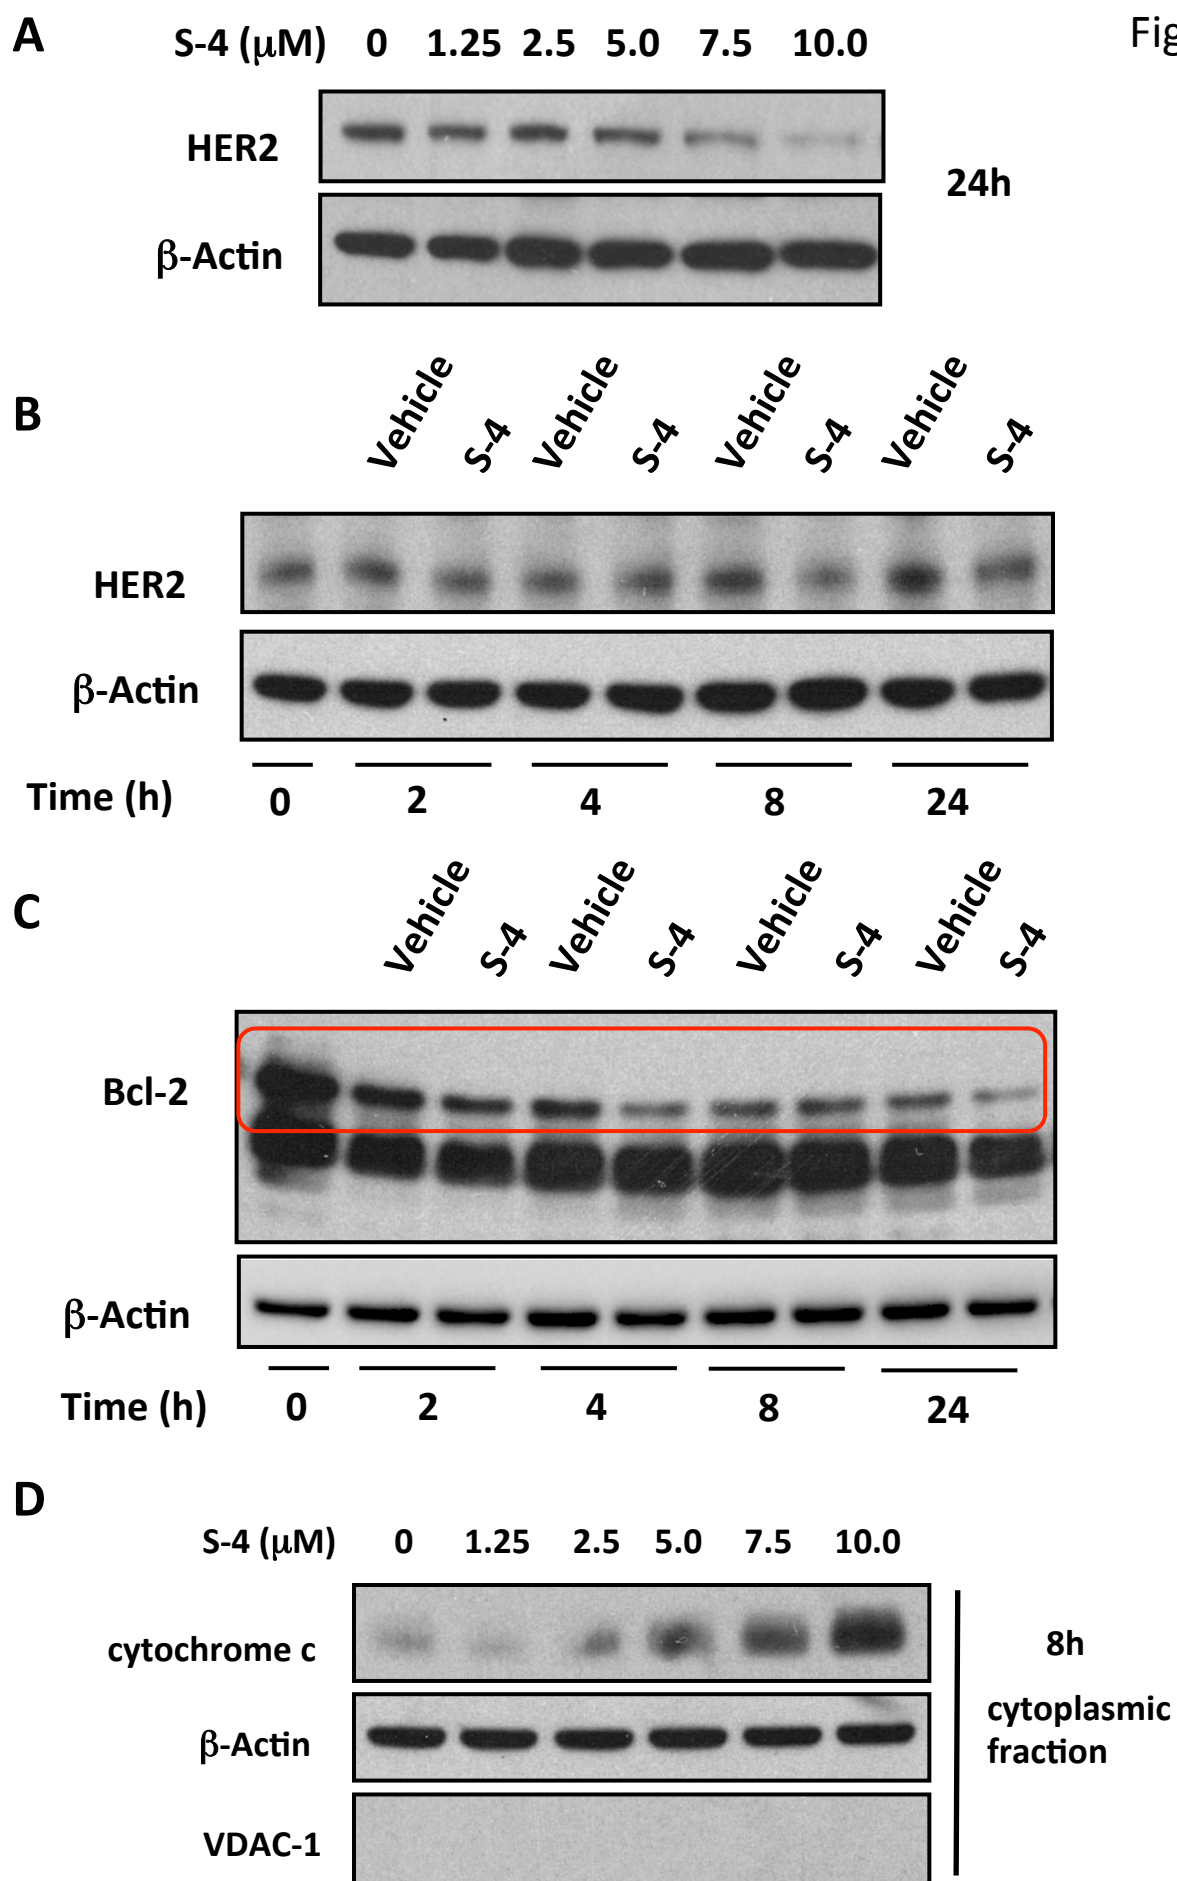 A
S-4 (μM) 0 1.25 2.5 5.0 7.5 10.0
Fig
HER2
24h
β-Actin
B
Vehicle S-4 Vehicle S-4 Vehicle S-4 Vehicle S-4
HER2
β-Actin
Time (h) 0 2 4 8 24
C
Vehicle S-4 Vehicle S-4 Vehicle S-4 Vehicle S-4
Bcl-2
β-Actin
Time (h) 0 2 4 8 24
D
S-4 (μM) 0 1.25 2.5 5.0 7.5 10.0
cytochrome c
8h
cytoplasmic
fraction
β-Actin
VDAC-1